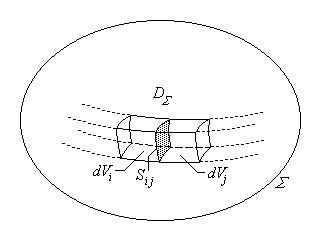 D_Σ
dV_i S_ij dV_j
Σ